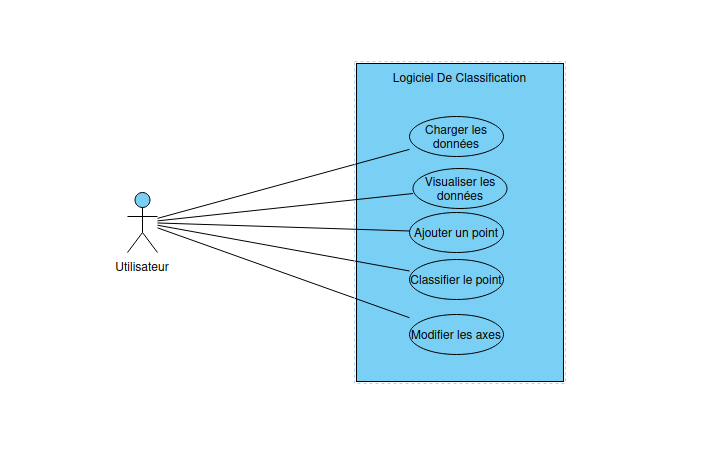 Logiciel De Classification
Charger les
données
Visualiser les
données
Ajouter un point
Classifier le point
Modifier les axes
Utilisateur